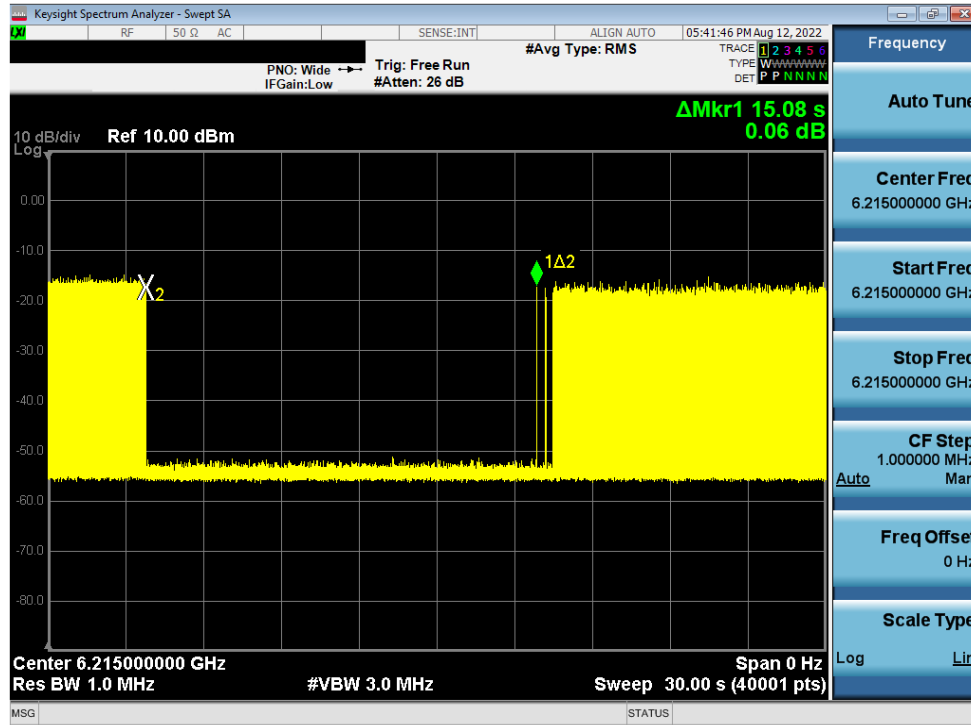 Keysight Spectrum Analyzer - Swept SA
LXI RF 50 Ω AC SENSE:INT ALIGN AUTO 05:41:46 PM Aug 12, 2022
#Avg Type: RMS
TRACE 1 2 3 4 5 6
TYPE WWWWWWW
DET P P N N N N
PNO: Wide Trig: Free Run
IFGain:Low #Atten: 26 dB
ΔMkr1 15.08 s
0.06 dB
10 dB/div Ref 10.00 dBm
Log
0.00
-10.0
-20.0
-30.0
-40.0
-50.0
-60.0
-70.0
-80.0
X2
1Δ2
Center 6.215000000 GHz Span 0 Hz
Res BW 1.0 MHz #VBW 3.0 MHz Sweep 30.00 s (40001 pts)
MSG STATUS
Frequency
Auto Tune
Center Freq
6.215000000 GHz
Start Freq
6.215000000 GHz
Stop Freq
6.215000000 GHz
CF Step
1.000000 MHz
Auto Man
Freq Offset
0 Hz
Scale Type
Log Lin